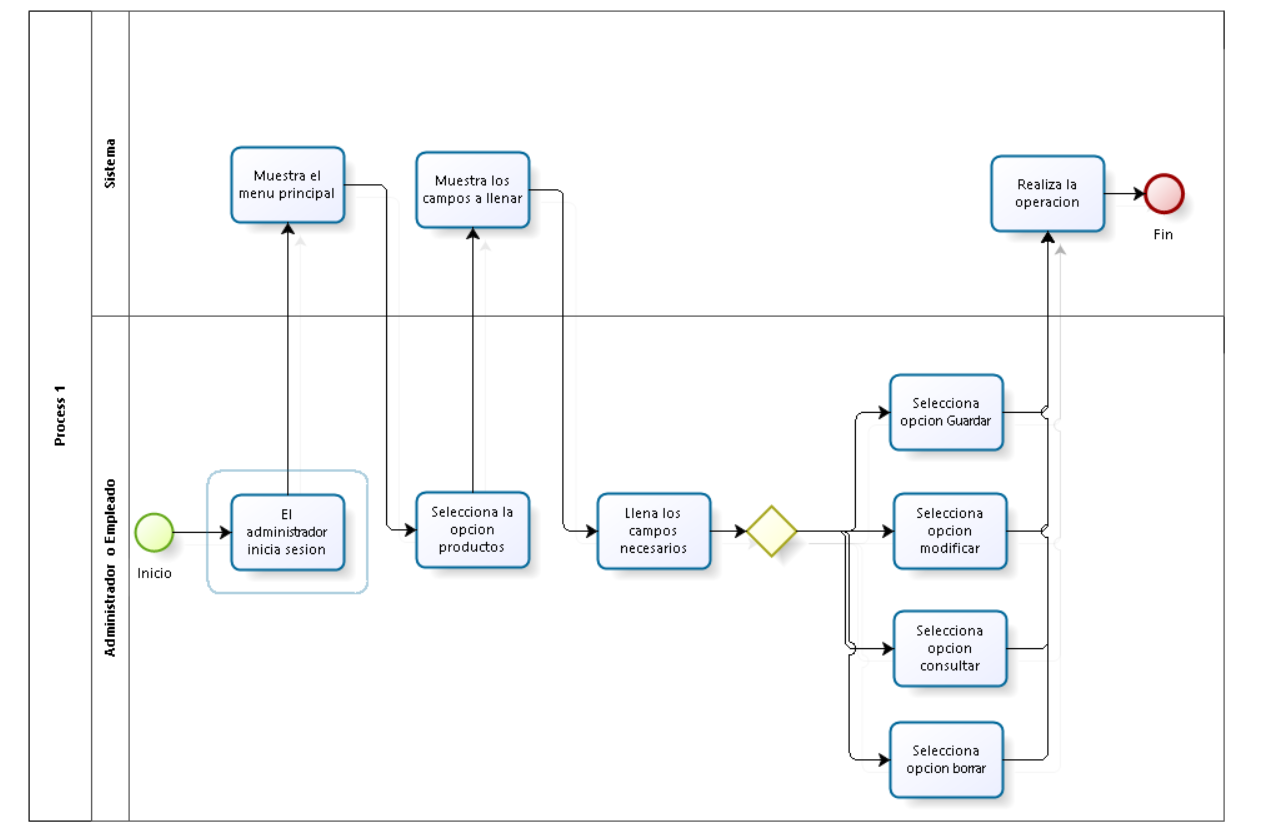 Process 1
Sistema
Muestra el
menu principal
Muestra los
campos a llenar
Realiza la
operacion
Fin
Administrador o Empleado
Inicio
El
administrador
inicia sesion
Selecciona la
opcion
productos
Llena los
campos
necesarios
Selecciona
opcion Guardar
Selecciona
opcion
modificar
Selecciona
opcion
consultar
Selecciona
opcion borrar